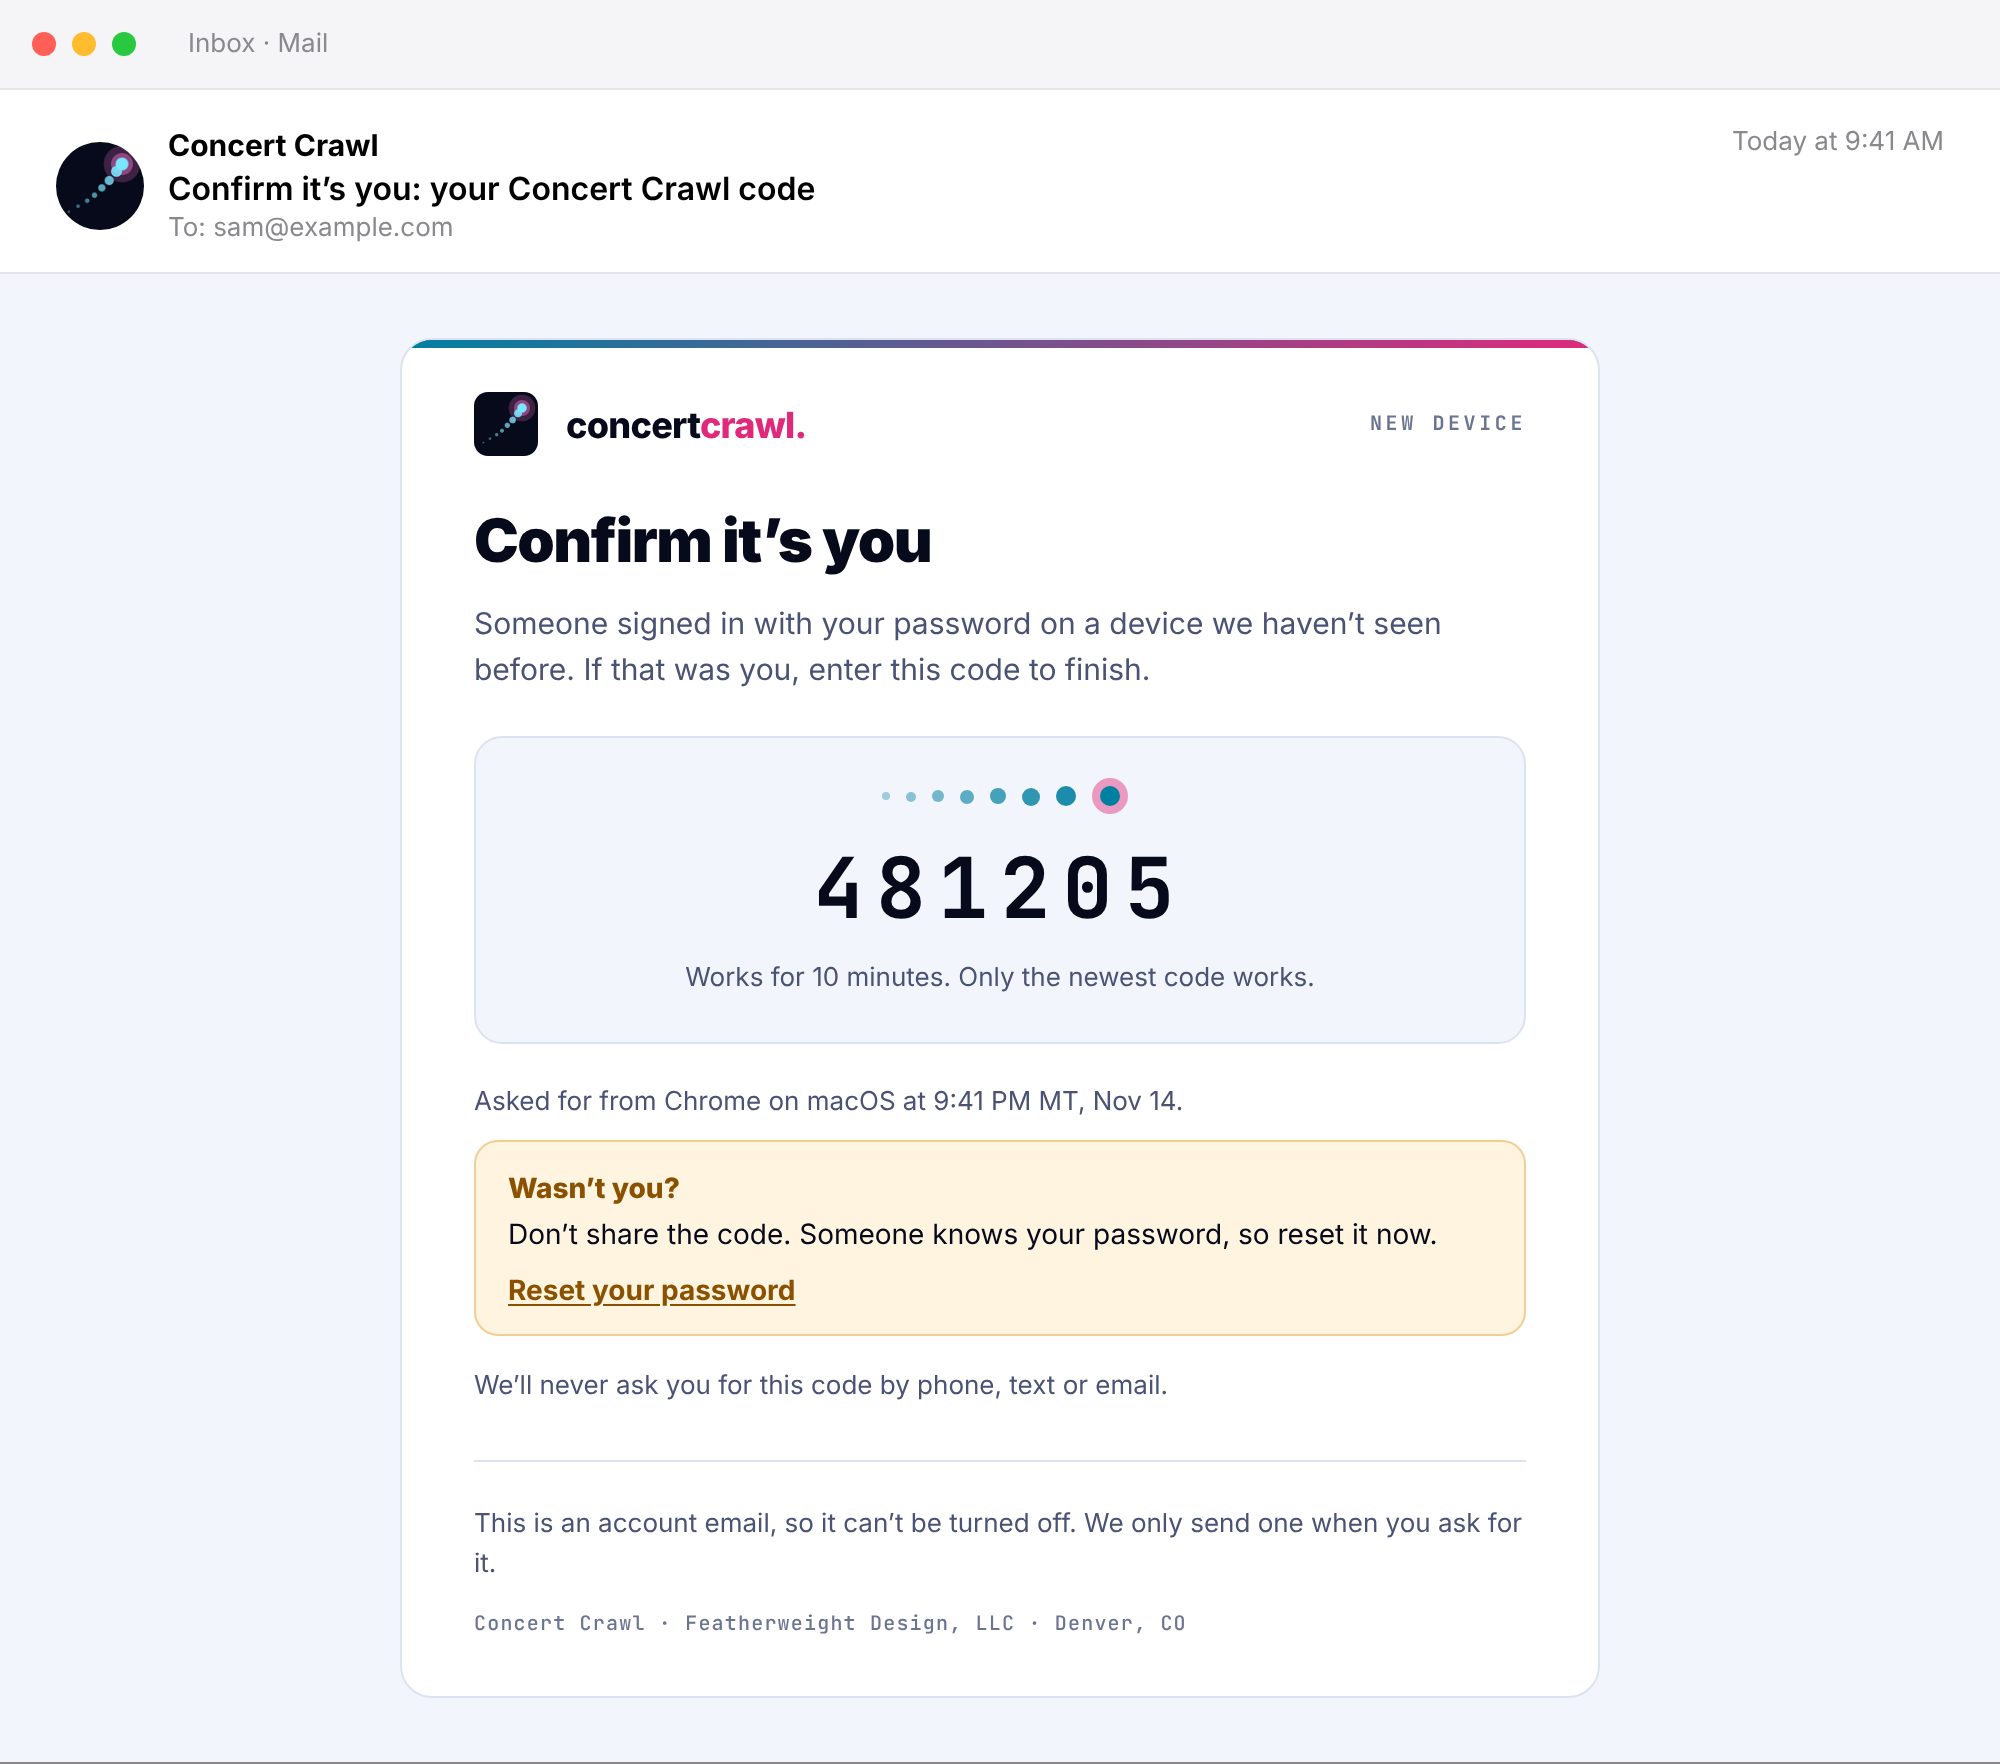 Inbox · Mail
Concert Crawl
Today at 9:41 AM
Confirm it’s you: your Concert Crawl code
To: sam@example.com
concertcrawl.
NEW DEVICE
Confirm it’s you
Someone signed in with your password on a device we haven’t seen
before. If that was you, enter this code to finish.
481205
Works for 10 minutes. Only the newest code works.
Asked for from Chrome on macOS at 9:41 PM MT, Nov 14.
Wasn’t you?
Don’t share the code. Someone knows your password, so reset it now.
Reset your password
We’ll never ask you for this code by phone, text or email.
This is an account email, so it can’t be turned off. We only send one when you ask for
it.
Concert Crawl · Featherweight Design, LLC · Denver, CO